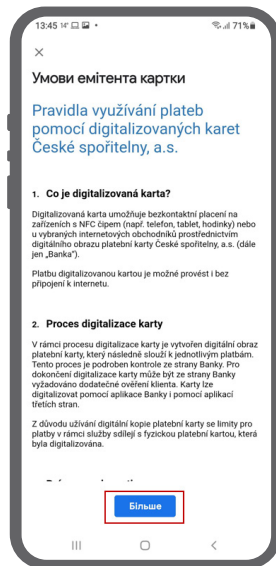 13:45 14° 71%
Умови емітента картки
Pravidla využívání plateb
pomocí digitalizovaných karet
České spořitelny, a.s.
1. Co je digitalizovaná karta?
Digitalizovaná karta umožňuje bezkontaktní placení na
zařízeních s NFC čipem (např. telefon, tablet, hodinky) nebo
u vybraných internetových obchodníků prostřednictvím
digitálního obrazu platební karty České spořitelny, a.s. (dále
jen „Banka").
Platbu digitalizovanou kartou je možné provést i bez
připojení k internetu.
2. Proces digitalizace karty
V rámci procesu digitalizace karty je vytvořen digitální obraz
platební karty, který následně slouží k jednotlivým platbám.
Tento proces je podroben kontrole ze strany Banky. Pro
dokončení digitalizace karty může být ze strany Banky
vyžadováno dodatečné ověření klienta. Karty lze
digitalizovat pomocí aplikace Banky i pomocí aplikací
třetích stran.
Z důvodu užívání digitální kopie platební karty se limity pro
platby v rámci služby sdílejí s fyzickou platební kartou, která
byla digitalizována.
Більше